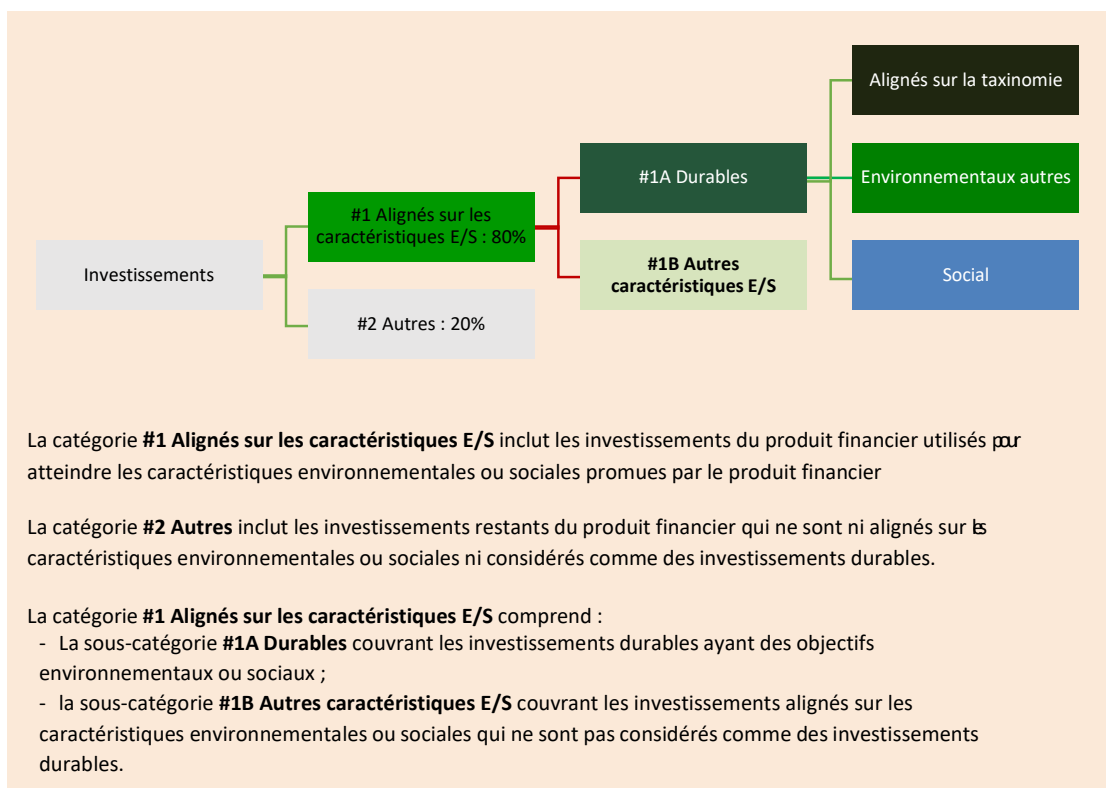 Alignés sur la taxinomie
#1A Durables
Environnementaux autres
#1 Alignés sur les
caractéristiques E/S : 80%
Investissements
#1B Autres
caractéristiques E/S
Social
#2 Autres : 20%
La catégorie #1 Alignés sur les caractéristiques E/S inclut les investissements du produit financier utilisés pour
atteindre les caractéristiques environnementales ou sociales promues par le produit financier
La catégorie #2 Autres inclut les investissements restants du produit financier qui ne sont ni alignés sur les
caractéristiques environnementales ou sociales ni considérés comme des investissements durables.
La catégorie #1 Alignés sur les caractéristiques E/S comprend :
- La sous-catégorie #1A Durables couvrant les investissements durables ayant des objectifs
environnementaux ou sociaux ;
- la sous-catégorie #1B Autres caractéristiques E/S couvrant les investissements alignés sur les
caractéristiques environnementales ou sociales qui ne sont pas considérés comme des investissements
durables.